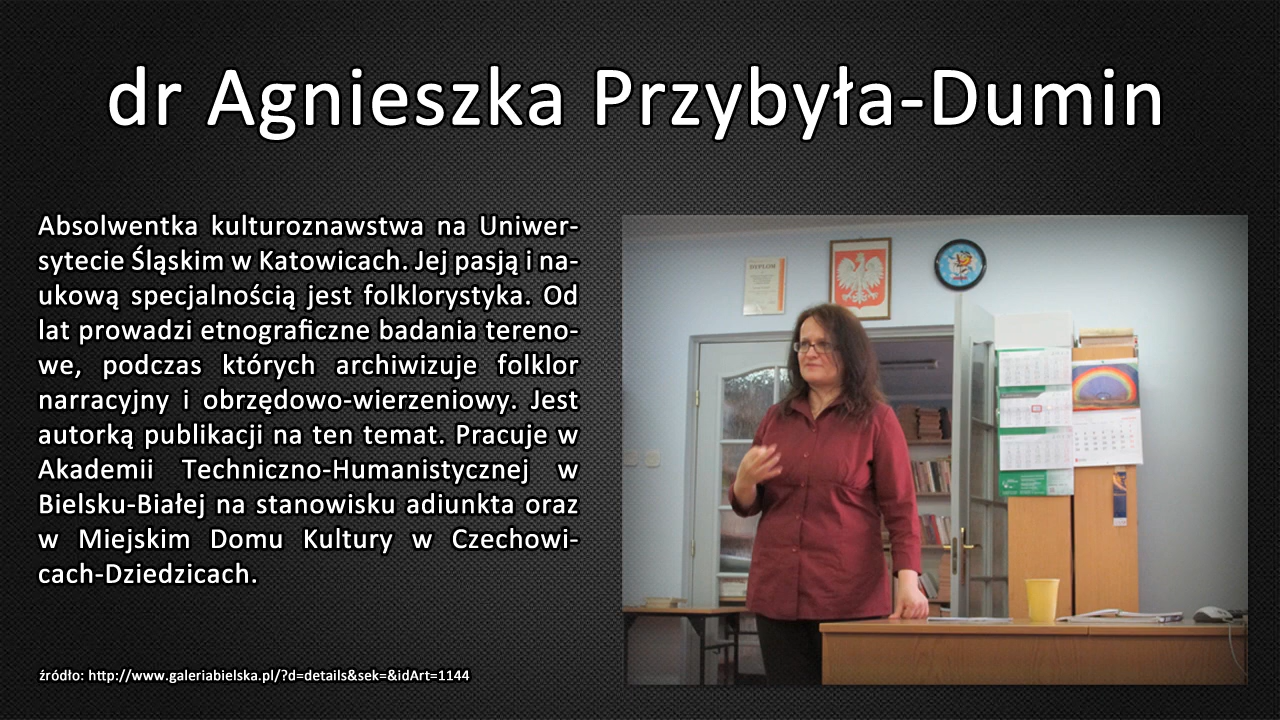 dr Agnieszka Przybyła-Dumin
Absolwentka kulturoznawstwa na Uniwer-
sytecie Śląskim w Katowicach. Jej pasją i na-
ukową specjalnością jest folklorystyka. Od
lat prowadzi etnograficzne badania tereno-
we, podczas których archiwizuje folklor
narracyjny i obrzędowo-wierzeniowy. Jest
autorką publikacji na ten temat. Pracuje w
Akademii Techniczno-Humanistycznej w
Bielsku-Białej na stanowisku adiunkta oraz
w Miejskim Domu Kultury w Czechowi-
cach-Dziedzicach.
źródło: http://www.galeriabielska.pl/?d=details&sek=&idArt=1144
DYPLOM